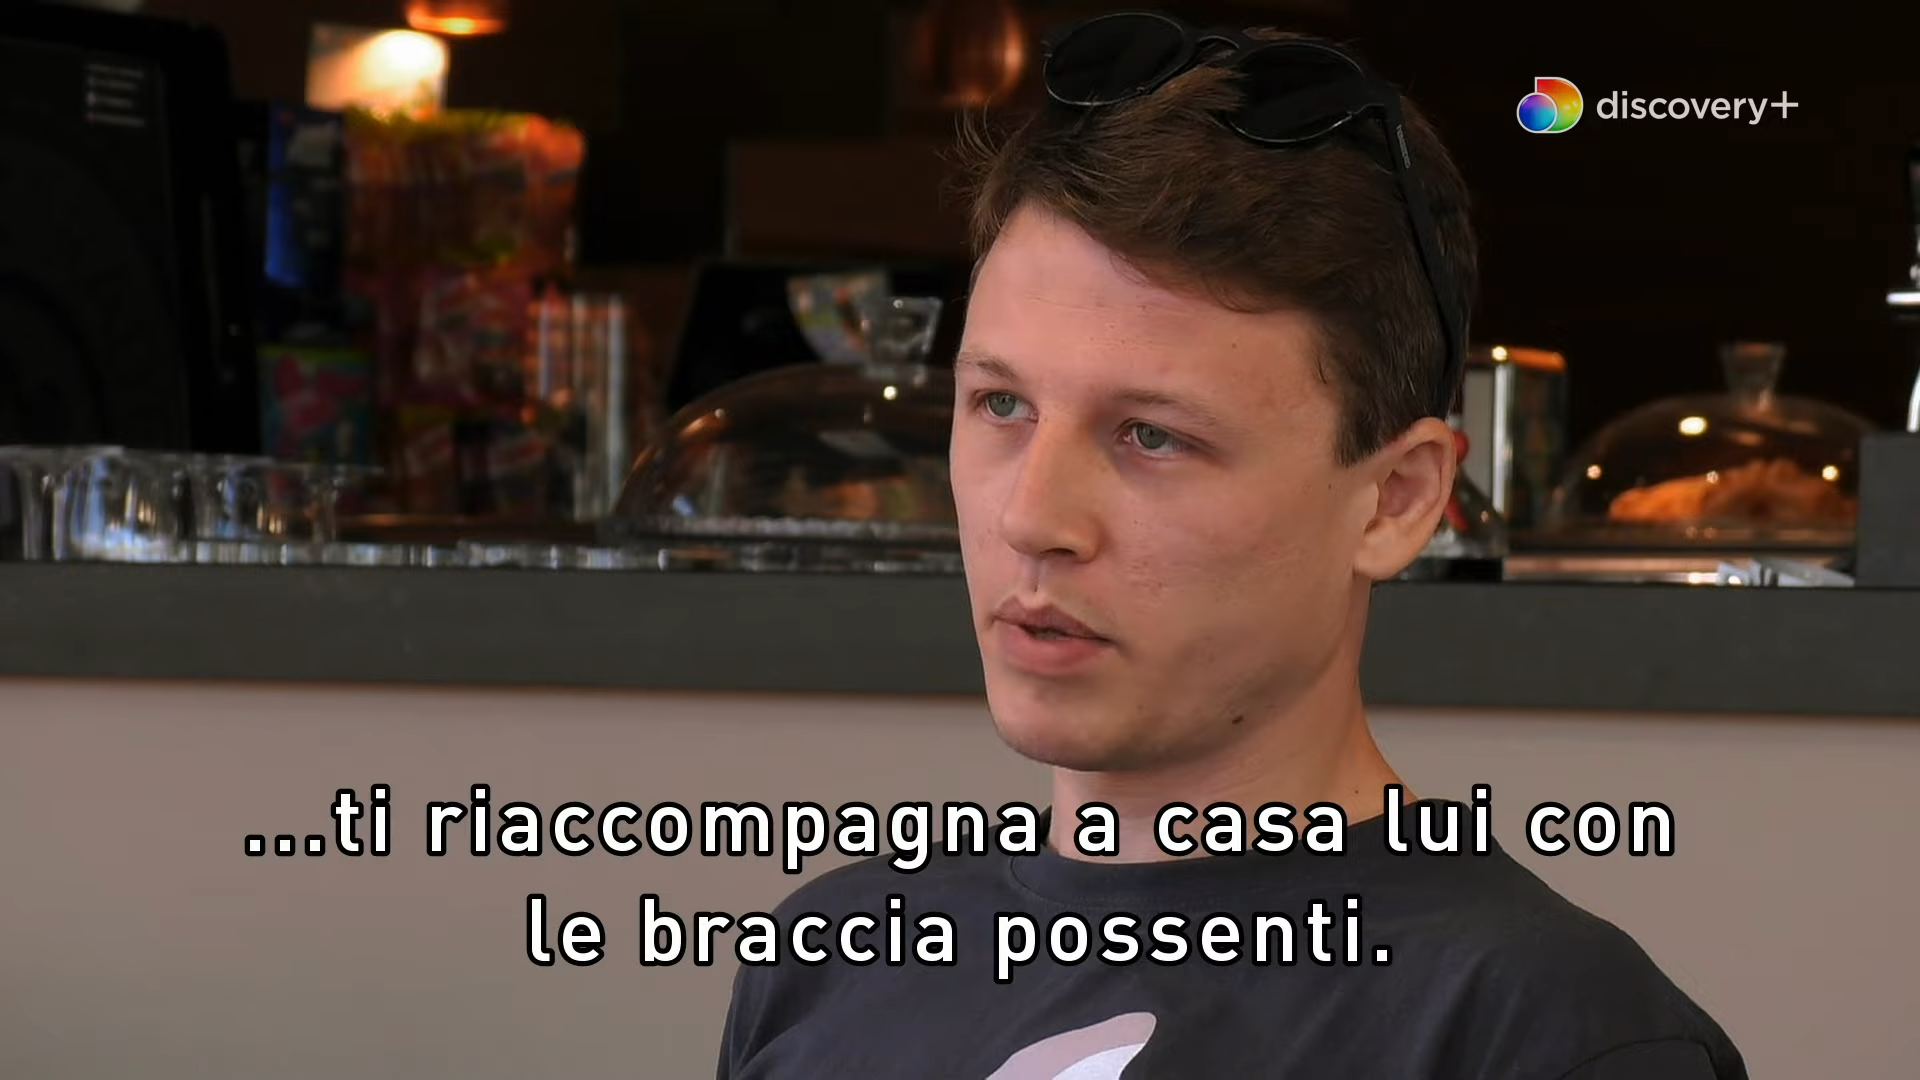 discovery+
...ti riaccompagna a casa lui con
le braccia possenti.